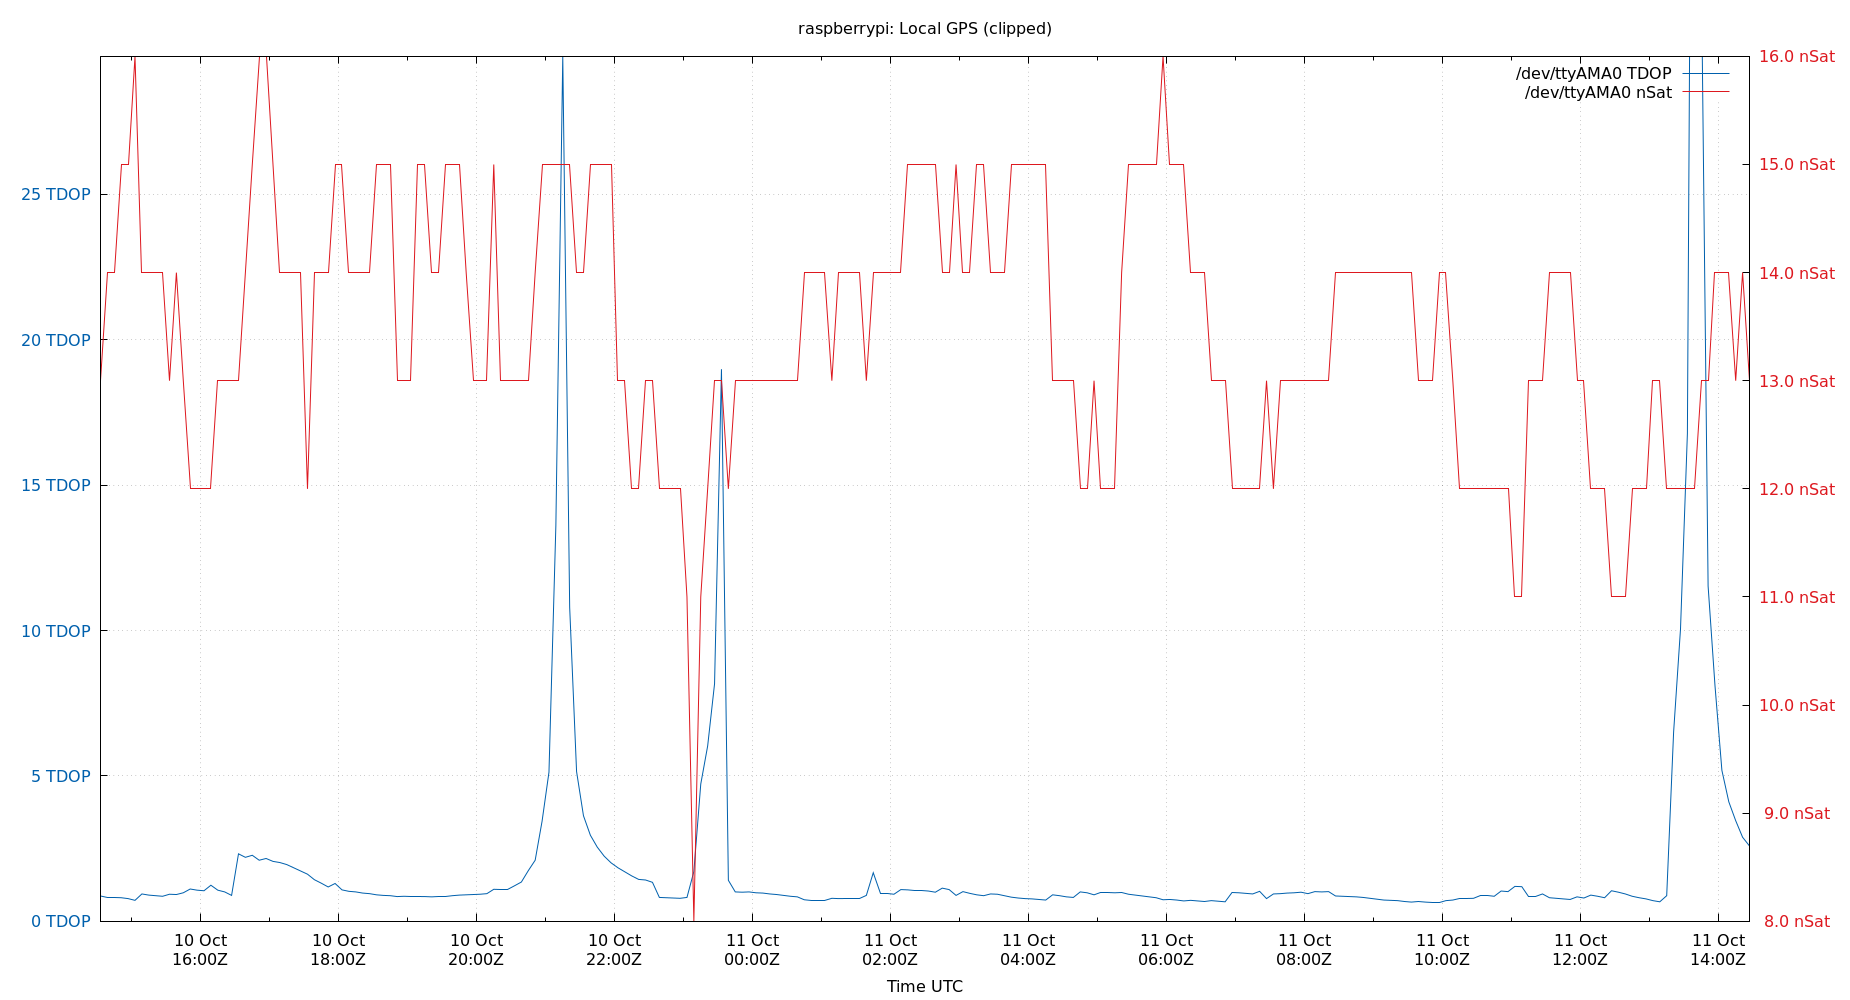 raspberrypi: Local GPS (clipped)
/dev/ttyAMA0 TDOP
/dev/ttyAMA0 nSat
25 TDOP
20 TDOP
15 TDOP
10 TDOP
5 TDOP
0 TDOP
16.0 nSat
15.0 nSat
14.0 nSat
13.0 nSat
12.0 nSat
11.0 nSat
10.0 nSat
9.0 nSat
8.0 nSat
10 Oct
16:00Z
10 Oct
18:00Z
10 Oct
20:00Z
10 Oct
22:00Z
11 Oct
00:00Z
11 Oct
02:00Z
11 Oct
04:00Z
11 Oct
06:00Z
11 Oct
08:00Z
11 Oct
10:00Z
11 Oct
12:00Z
11 Oct
14:00Z
Time UTC